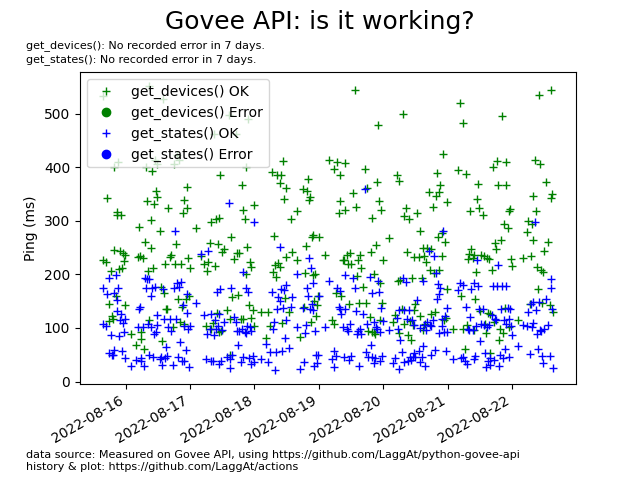 Govee API: is it working?
get_devices(): No recorded error in 7 days.
get_states(): No recorded error in 7 days.
get_devices() OK
get_devices() Error
get_states() OK
get_states() Error
Ping (ms)
500
400
300
200
100
0
2022-08-16
2022-08-17
2022-08-18
2022-08-19
2022-08-20
2022-08-21
2022-08-22
data source: Measured on Govee API, using https://github.com/LaggAt/python-govee-api
history & plot: https://github.com/LaggAt/actions